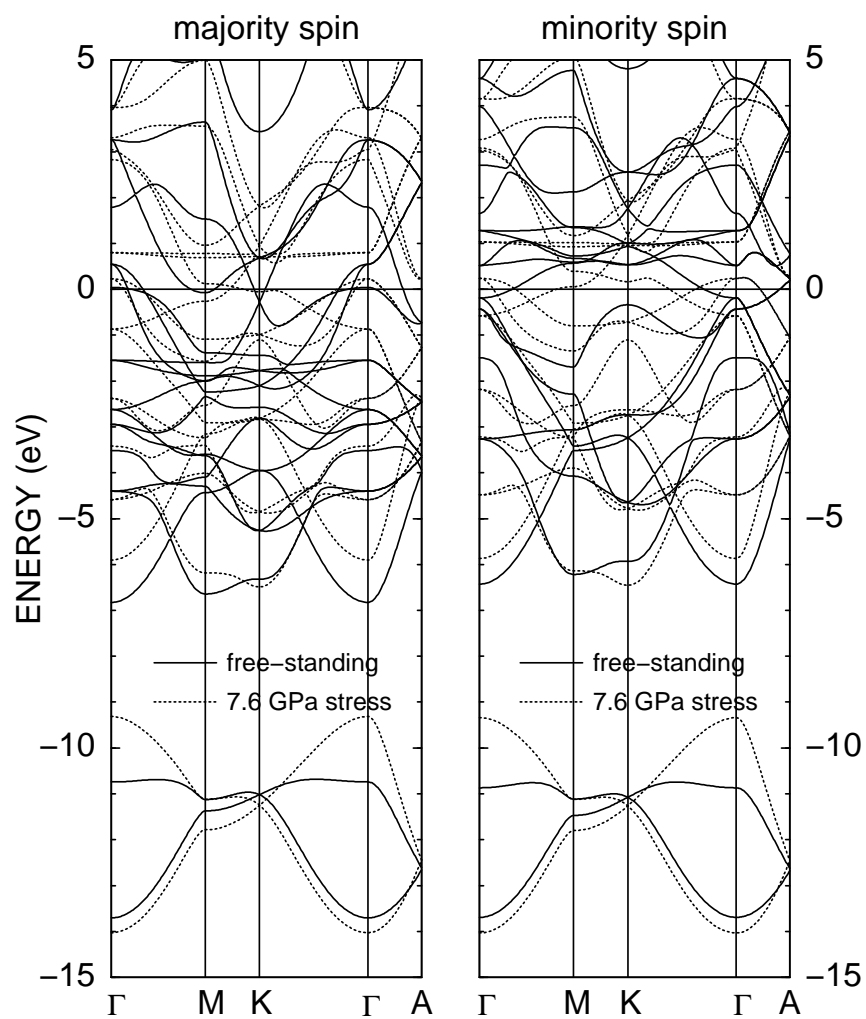 majority spin
minority spin
5 5
0 0
ENERGY (eV)
−5 −5
free−standing free−standing
7.6 GPa stress 7.6 GPa stress
−10 −10
−15 −15
Γ M K Γ A Γ M K Γ A